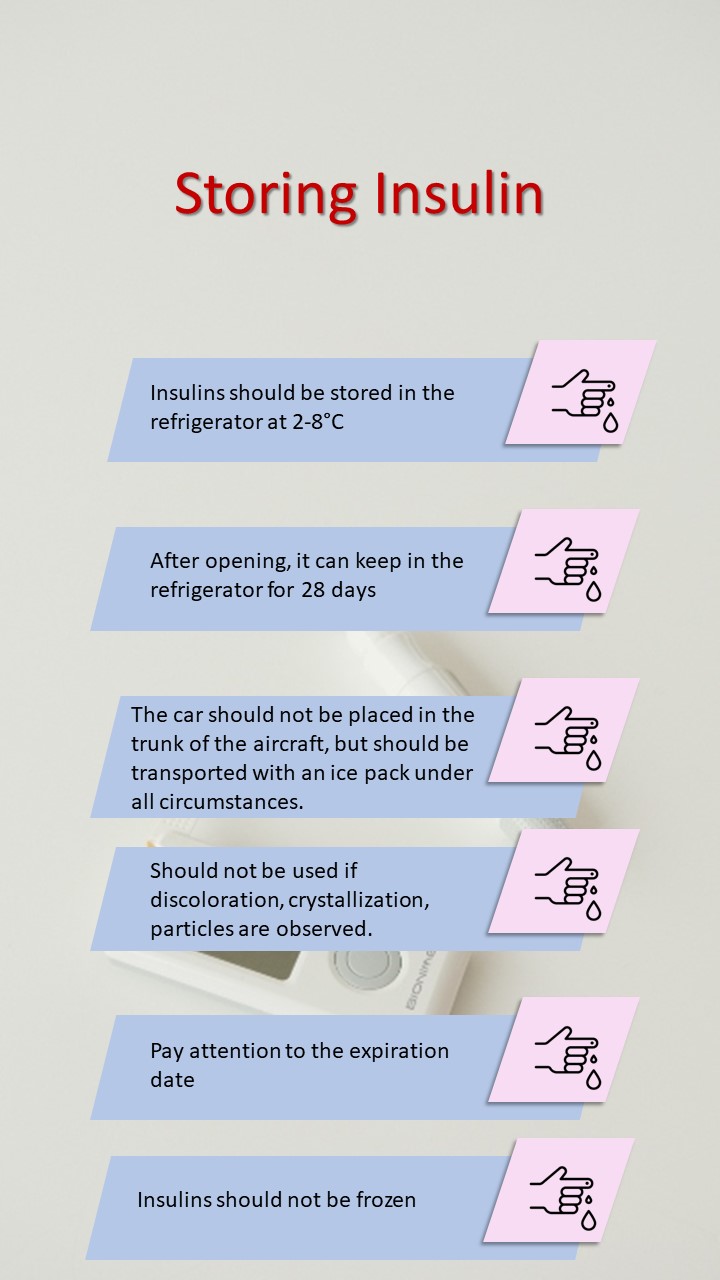 Storing Insulin
Insulins should be stored in the
refrigerator at 2-8°C
After opening, it can keep in the
refrigerator for 28 days
The car should not be placed in the
trunk of the aircraft, but should be
transported with an ice pack under
all circumstances.
Should not be used if
discoloration, crystallization,
particles are observed.
BIONIME
Pay attention to the expiration
date
Insulins should not be frozen